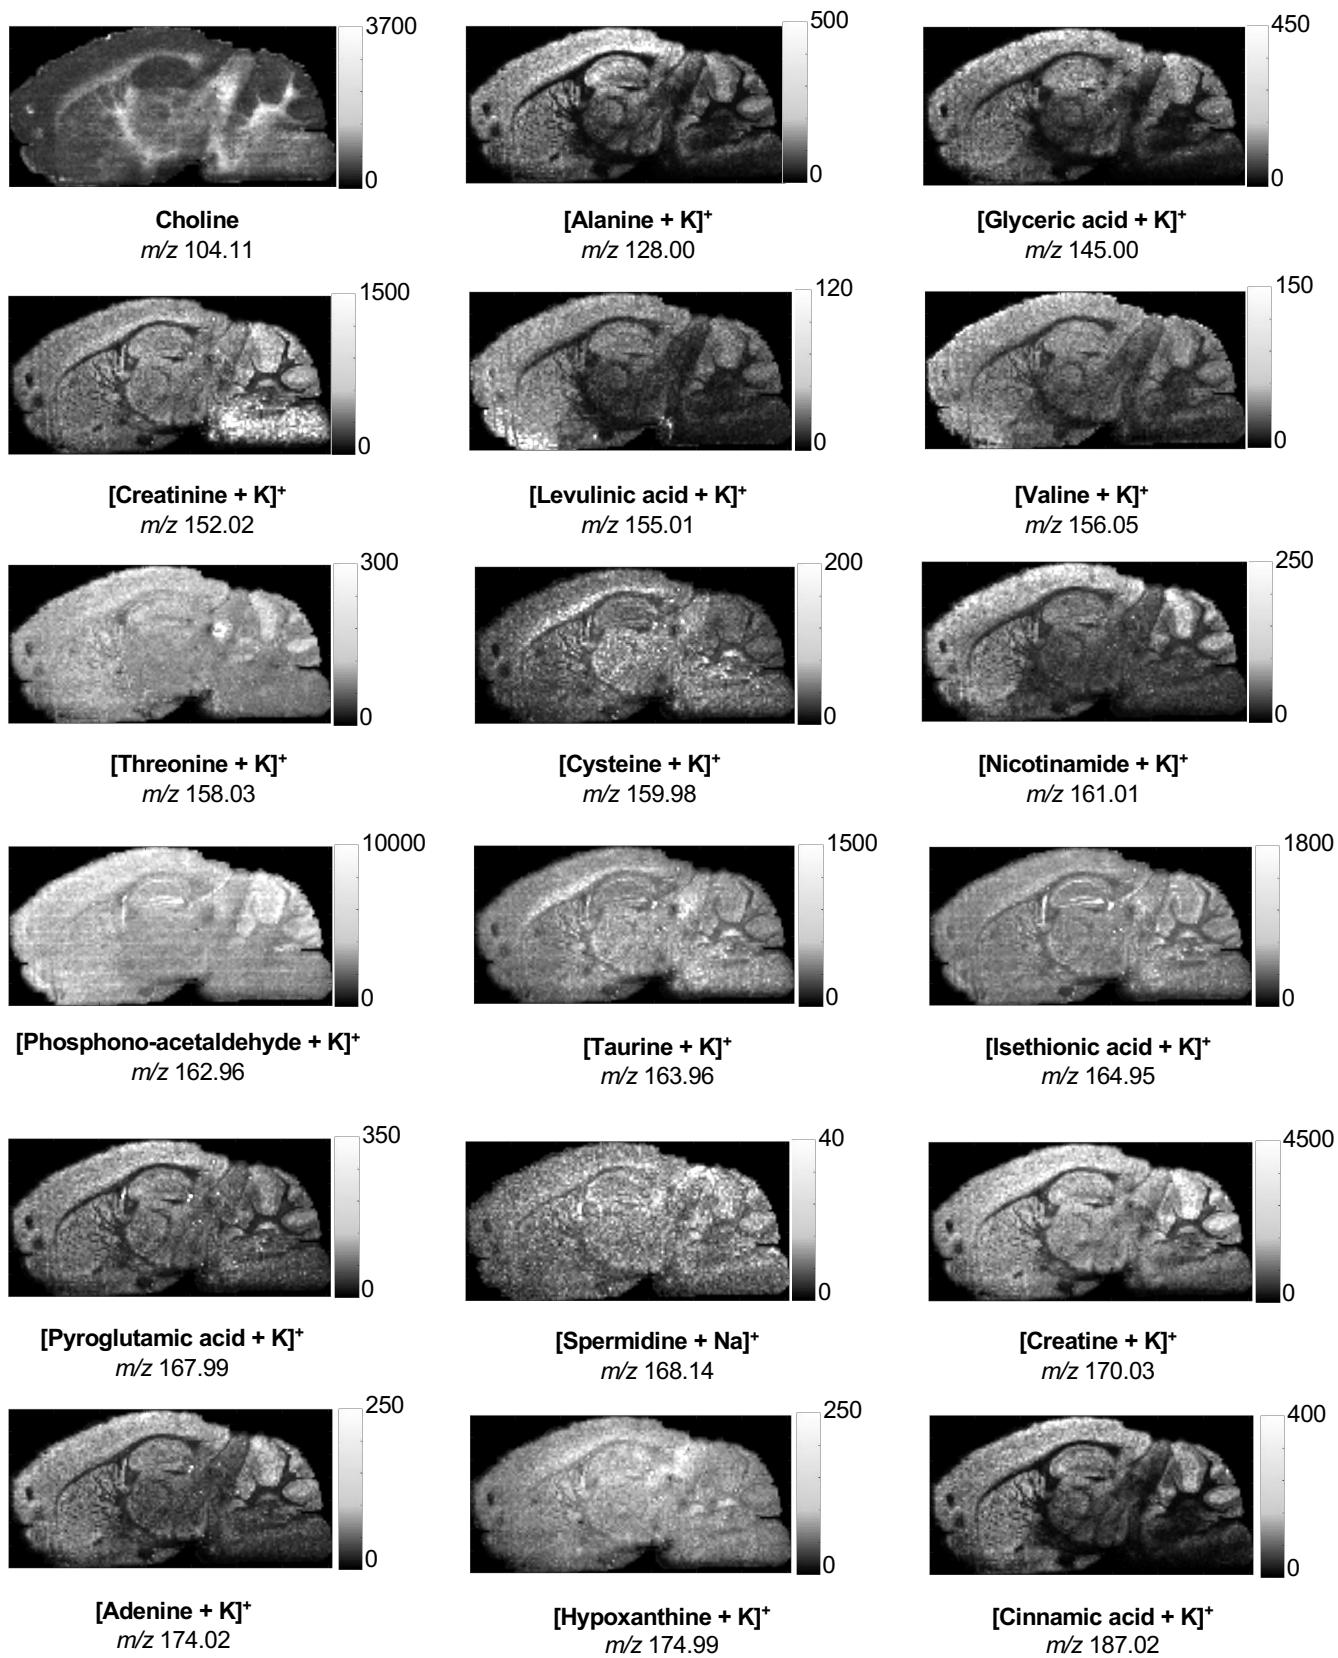 3700
0
Choline
m/z 104.11
500
0
[Alanine + K]⁺
m/z 128.00
450
0
[Glyceric acid + K]⁺
m/z 145.00
1500
0
[Creatinine + K]⁺
m/z 152.02
120
0
[Levulinic acid + K]⁺
m/z 155.01
150
0
[Valine + K]⁺
m/z 156.05
300
0
[Threonine + K]⁺
m/z 158.03
200
0
[Cysteine + K]⁺
m/z 159.98
250
0
[Nicotinamide + K]⁺
m/z 161.01
10000
0
[Phosphono-acetaldehyde + K]⁺
m/z 162.96
1500
0
[Taurine + K]⁺
m/z 163.96
1800
0
[Isethionic acid + K]⁺
m/z 164.95
350
0
[Pyroglutamic acid + K]⁺
m/z 167.99
40
0
[Spermidine + Na]⁺
m/z 168.14
4500
0
[Creatine + K]⁺
m/z 170.03
250
0
[Adenine + K]⁺
m/z 174.02
250
0
[Hypoxanthine + K]⁺
m/z 174.99
400
0
[Cinnamic acid + K]⁺
m/z 187.02